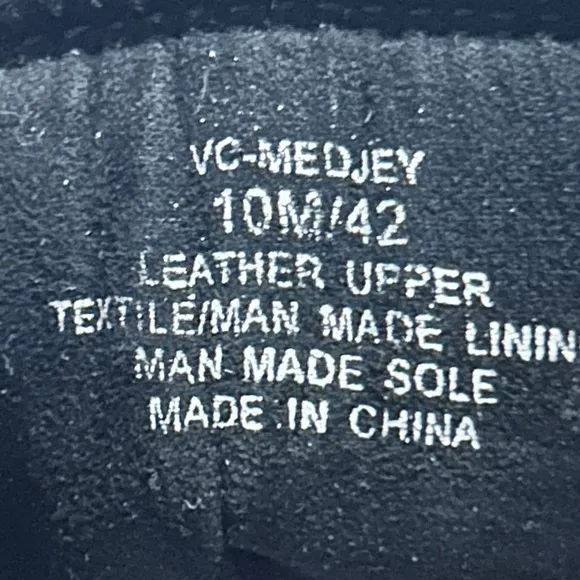 VC-MEDJEY
10M/42
LEATHER UPPER
TEXTILE/MAN MADE LININ
MAN MADE SOLE
MADE IN CHINA